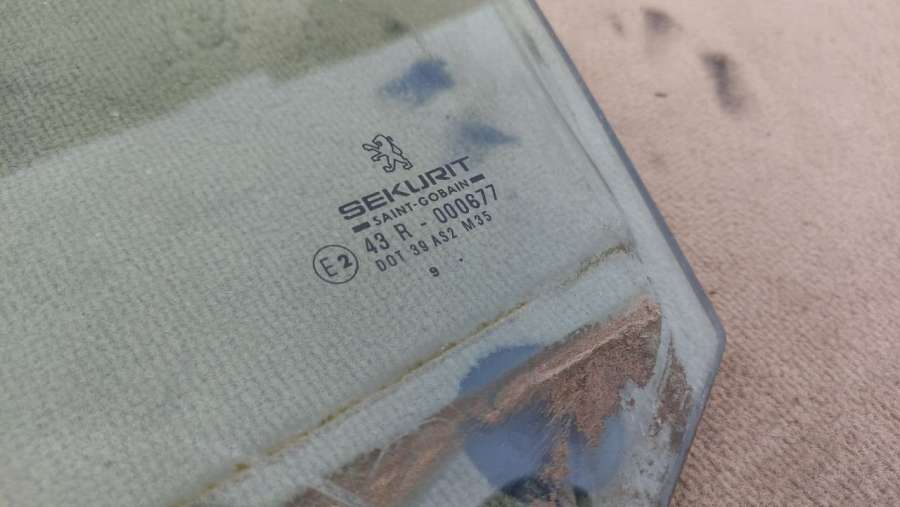 SEKURIT
SAINT-GOBAIN
43 R - 000677
E2
DOT 39 AS2 M35
9 .